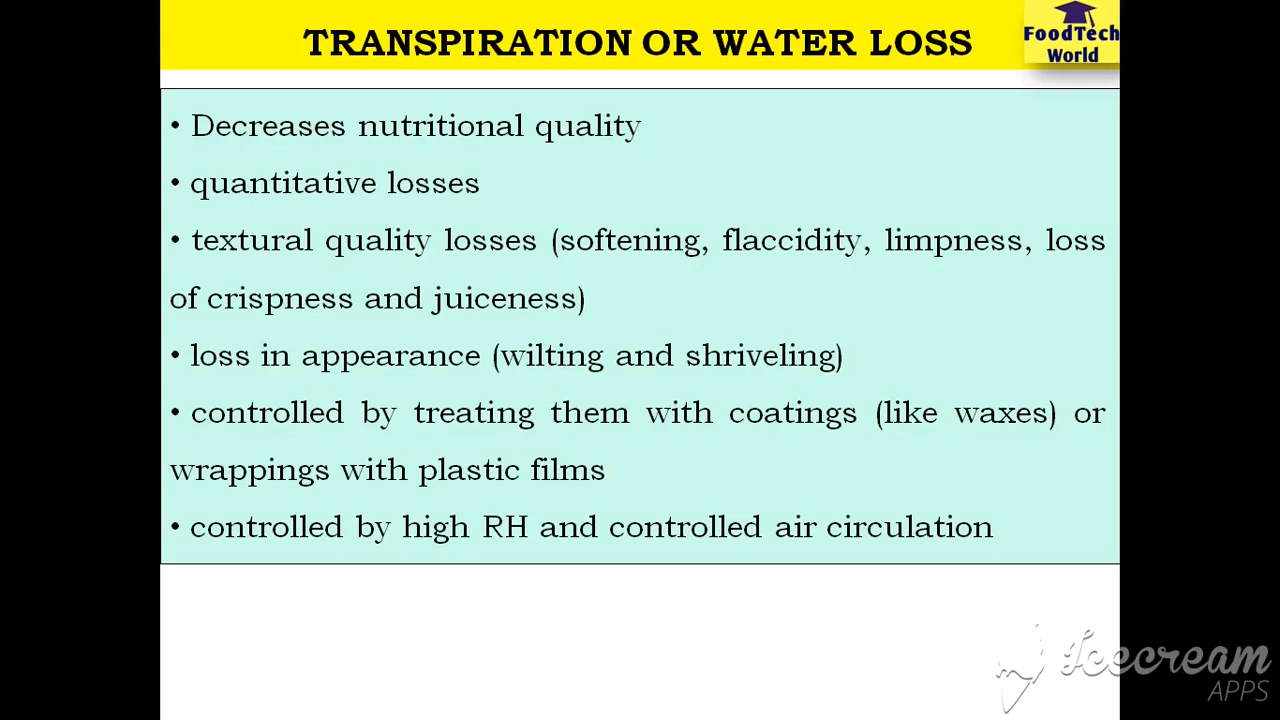 TRANSPIRATION OR WATER LOSS
FoodTech
World
• Decreases nutritional quality
• quantitative losses
• textural quality losses (softening, flaccidity, limpness, loss
of crispness and juiceness)
• loss in appearance (wilting and shriveling)
• controlled by treating them with coatings (like waxes) or
wrappings with plastic films
• controlled by high RH and controlled air circulation
Icecream
APPS